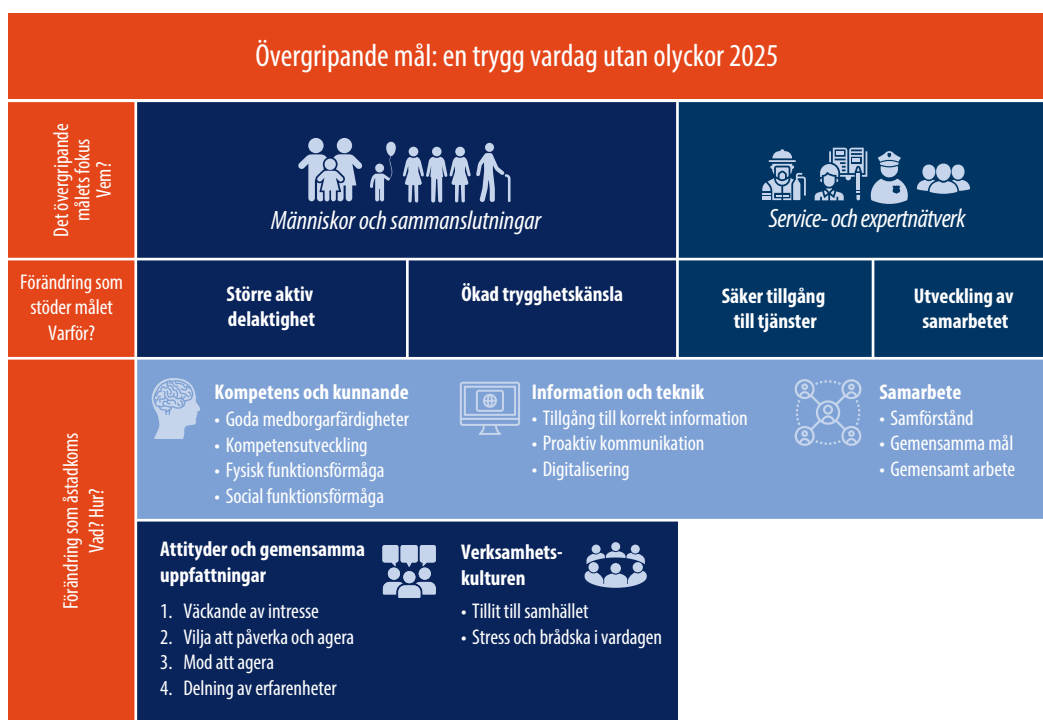 Övergripande mål: en trygg vardag utan olyckor 2025
Det övergripande
målets fokus
Vem?
Människor och sammanslutningar
Service- och expertnätverk
Förändring som
stöder målet
Varför?
Större aktiv
delaktighet
Ökad trygghetskänsla
Säker tillgång
till tjänster
Utveckling av
samarbetet
Förändring som åstadkoms
Vad? Hur?
Kompetens och kunnande
• Goda medborgarfärdigheter
• Kompetensutveckling
• Fysisk funktionsförmåga
• Social funktionsförmåga
Information och teknik
• Tillgång till korrekt information
• Proaktiv kommunikation
• Digitalisering
Samarbete
• Samförstånd
• Gemensamma mål
• Gemensamt arbete
Attityder och gemensamma
uppfattningar
1. Väckande av intresse
2. Vilja att påverka och agera
3. Mod att agera
4. Delning av erfarenheter
Verksamhets-
kulturen
• Tillit till samhället
• Stress och brådska i vardagen